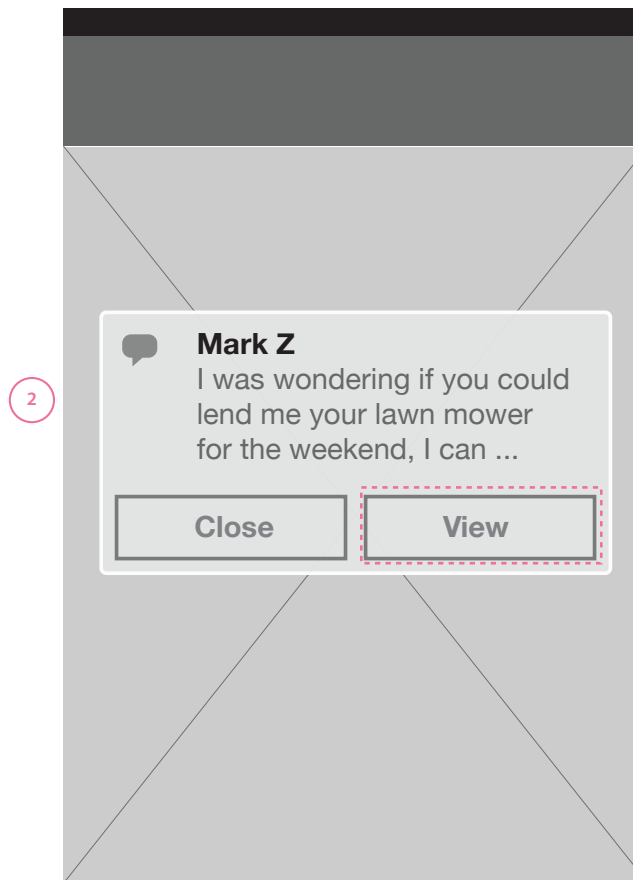 Mark Z
I was wondering if you could
2
lend me your lawn mower
for the weekend, I can ...
Close View